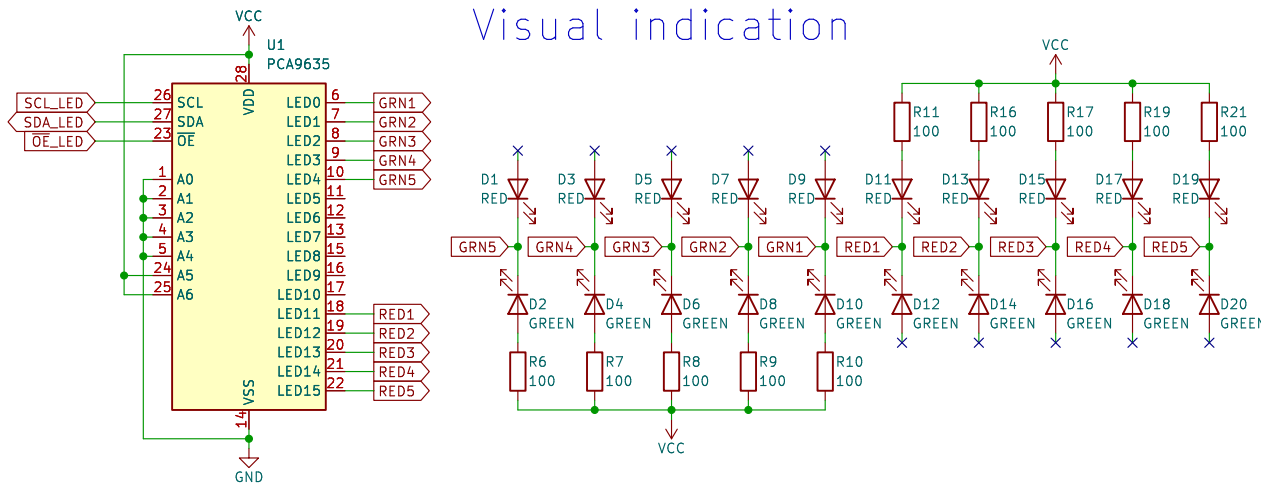 Visual indication
VCC
U1
PCA9635
28
VDD
SCL_LED 26 SCL LED0 6 GRN1
SDA_LED 27 SDA LED1 7 GRN2
OE_LED 23 OE LED2 8 GRN3
LED3 9 GRN4
1 A0 LED4 10 GRN5
2 A1 LED5 11
3 A2 LED6 12
4 A3 LED7 13
5 A4 LED8 15
24 A5 LED9 16
25 A6 LED10 17
LED11 18 RED1
LED12 19 RED2
LED13 20 RED3
LED14 21 RED4
LED15 22 RED5
VSS
14
GND
VCC
R11 R16 R17 R19 R21
100 100 100 100 100
D1 D3 D5 D7 D9 D11 D13 D15 D17 D19
RED RED RED RED RED RED RED RED RED RED
GRN5 GRN4 GRN3 GRN2 GRN1 RED1 RED2 RED3 RED4 RED5
D2 D4 D6 D8 D10 D12 D14 D16 D18 D20
GREEN GREEN GREEN GREEN GREEN GREEN GREEN GREEN GREEN GREEN
R6 R7 R8 R9 R10
100 100 100 100 100
VCC